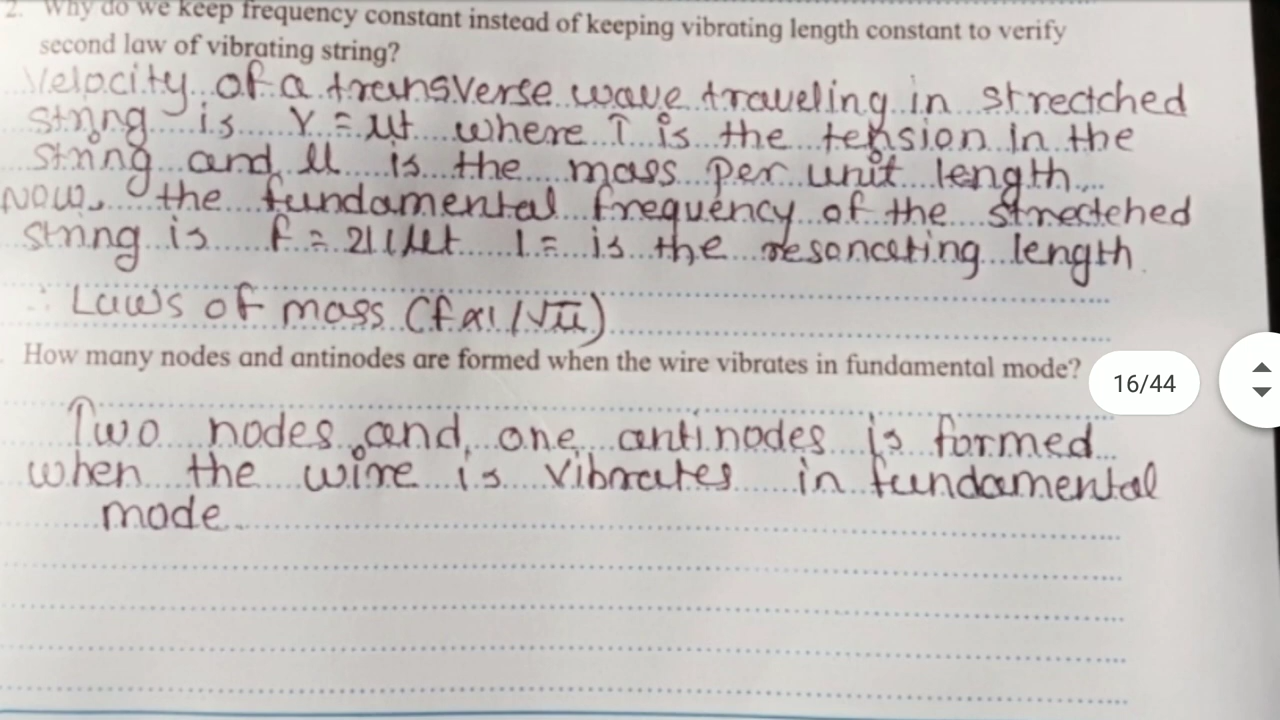 2. Why do we keep frequency constant instead of keeping vibrating length constant to verify
second law of vibrating string?
Velocity of a transverse wave traveling in strectched
string is V = μt where T is the tension in the
string and μ is the mass per unit length.
Now, the fundamental frequency of the strectched
string is f = 21 l = is the resonating length
∴ Laws of mass (f α1/√μ)
How many nodes and antinodes are formed when the wire vibrates in fundamental mode?
16/44
Two nodes and one antinodes is formed
when the wire is vibrates in fundamental
mode.